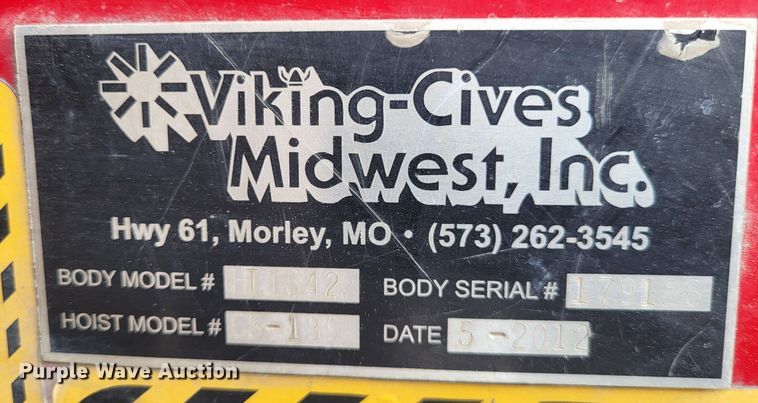 Viking-Cives
Midwest, Inc.
Hwy 61, Morley, MO • (573) 262-3545
BODY MODEL #
BODY SERIAL # 179126
HOIST MODEL #
DATE 5-2012
Purple Wave Auction